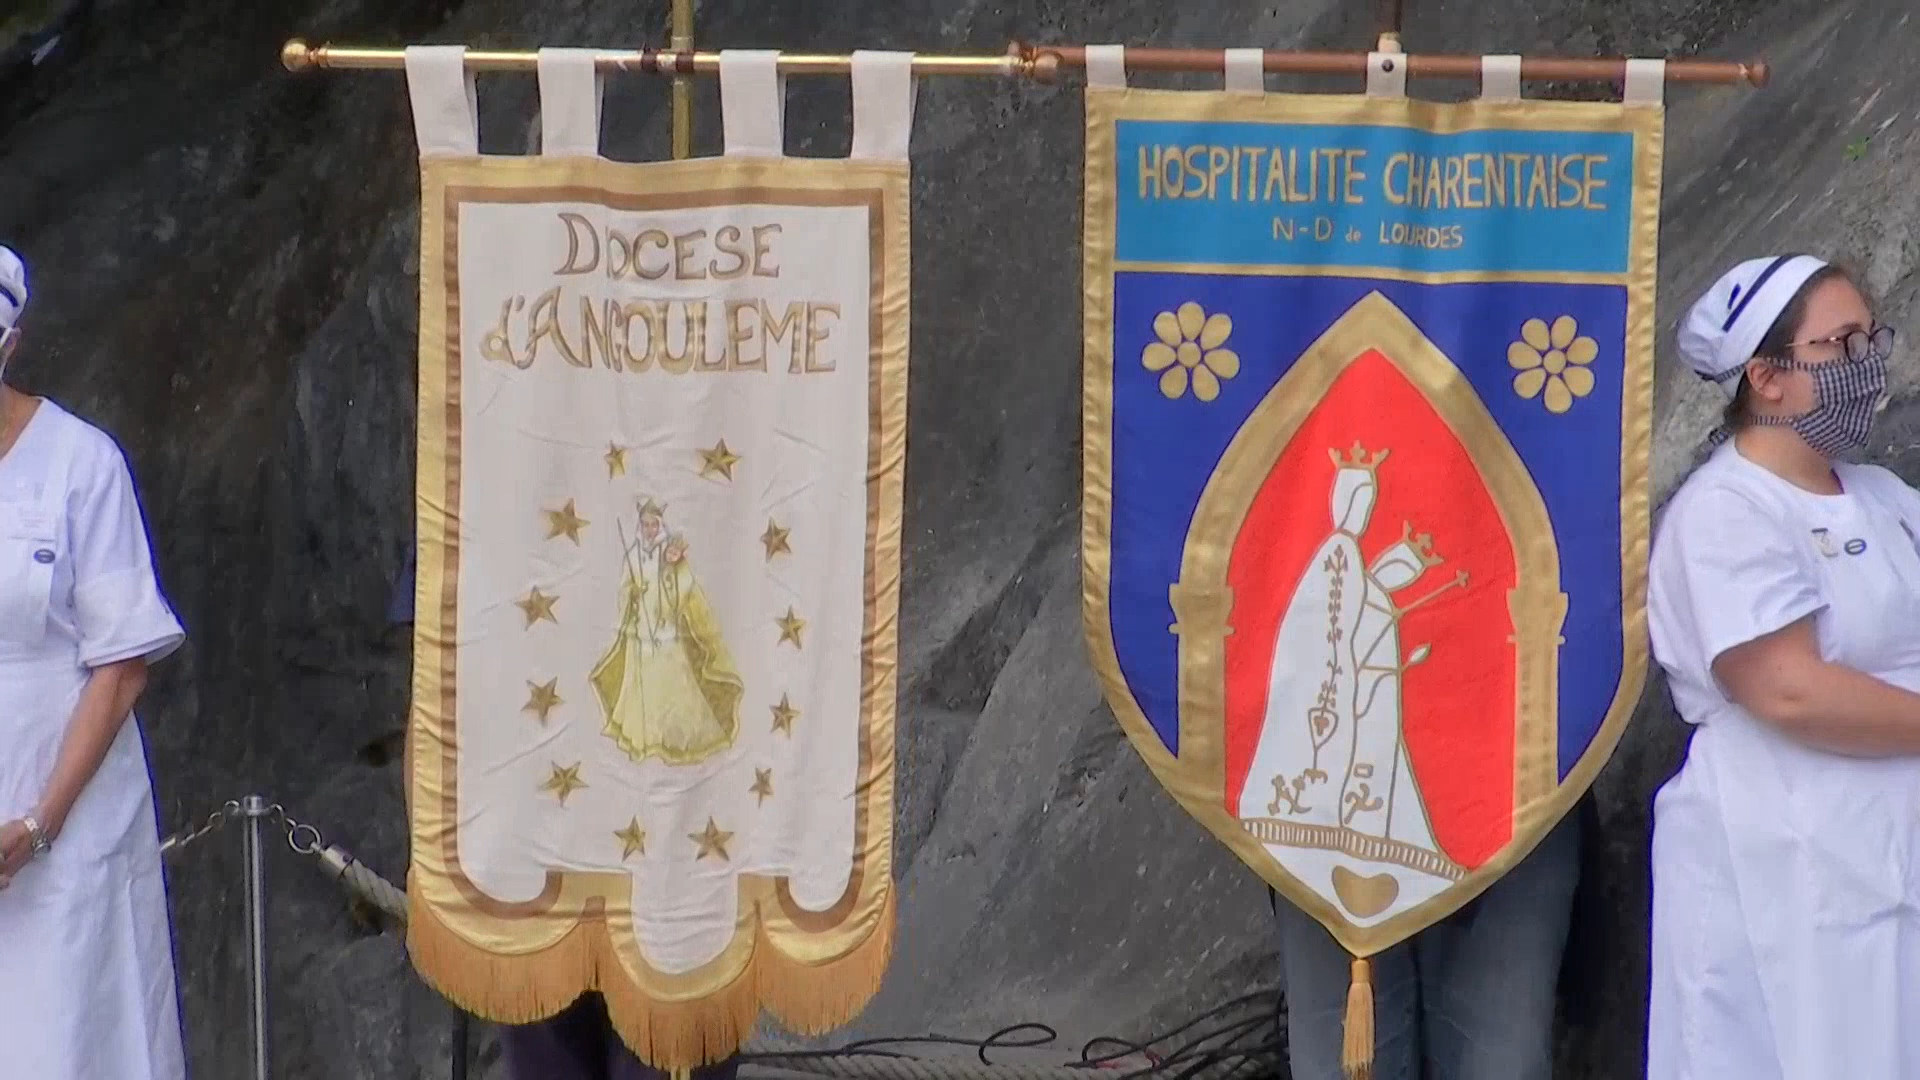 DIOCESE
d'ANGOULEME
HOSPITALITE CHARENTAISE
N-D de LOURDES